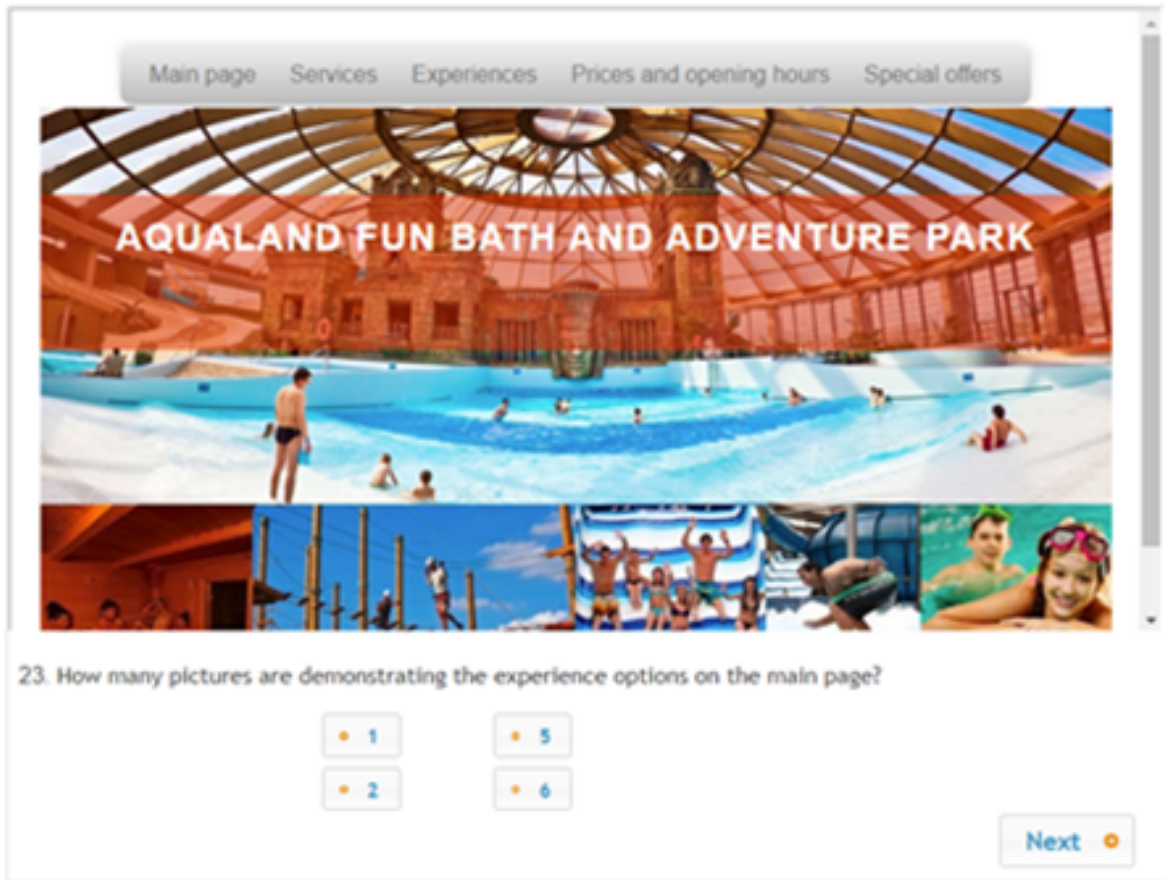 Main page Services Experiences Prices and opening hours Special offers
AQUALAND FUN BATH AND ADVENTURE PARK
23. How many pictures are demonstrating the experience options on the main page?
1 5
2 6
Next